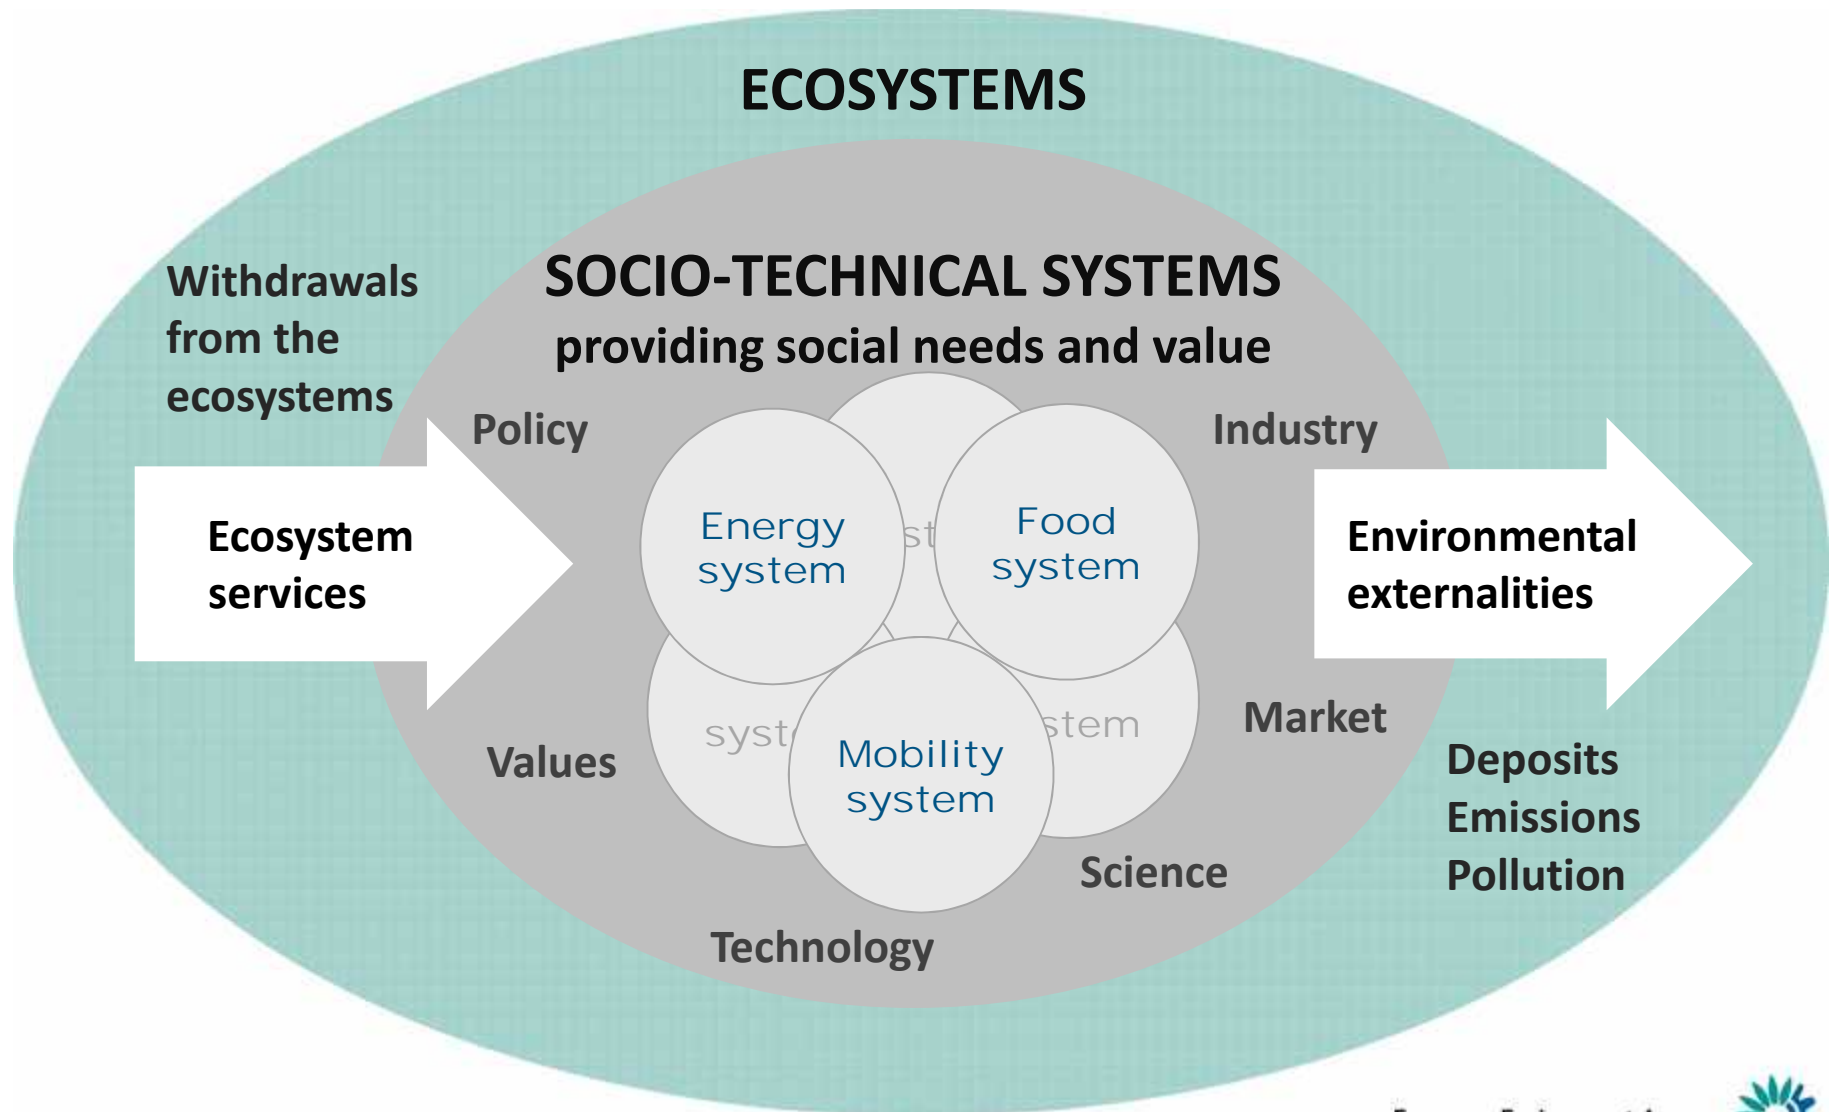 ECOSYSTEMS
SOCIO-TECHNICAL SYSTEMS
providing social needs and value
Withdrawals
from the
ecosystems
Policy
Industry
Ecosystem
services
Energy
system
Food
system
Environmental
externalities
Values
Mobility
system
stem
Market
Science
Technology
Deposits
Emissions
Pollution